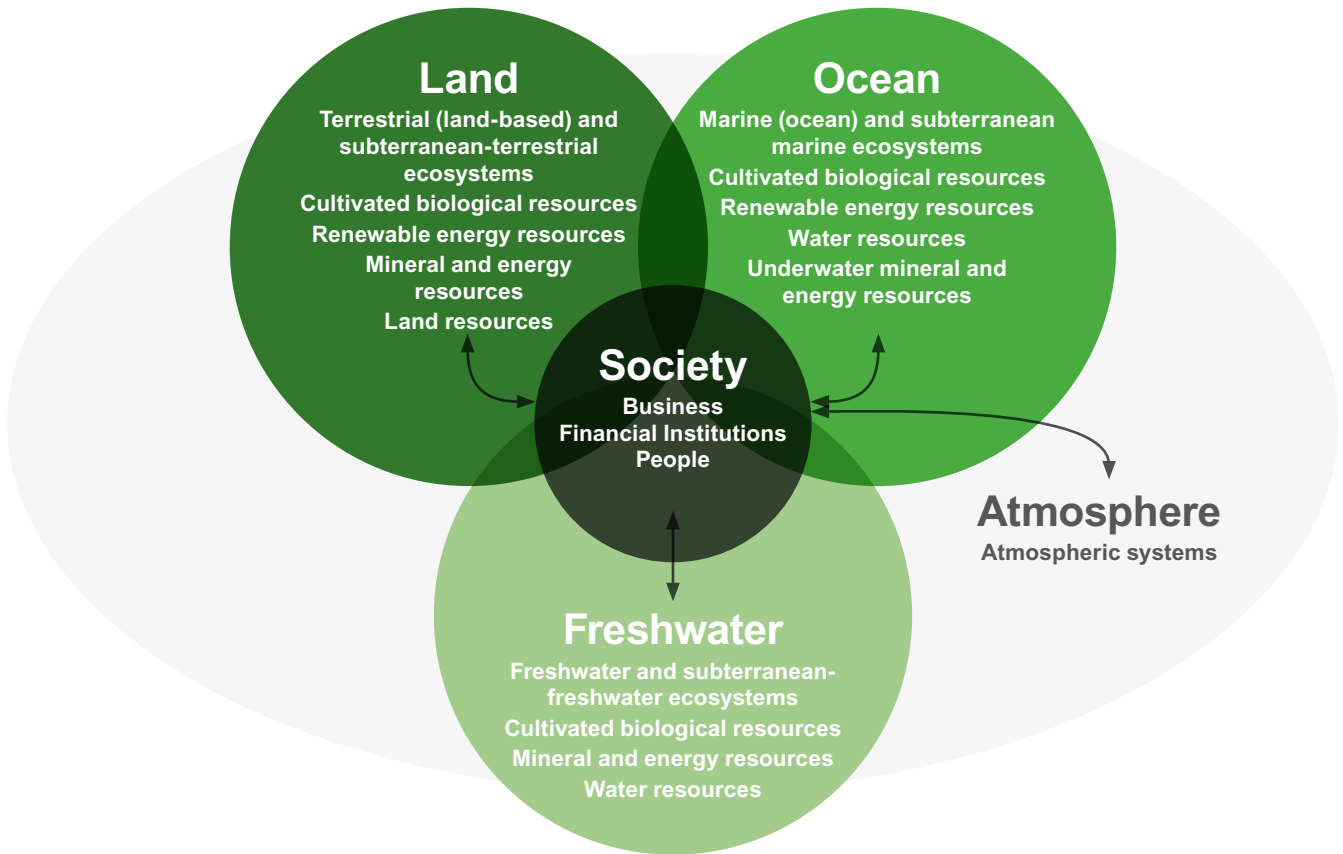 Land
Terrestrial (land-based) and
subterranean-terrestrial
ecosystems
Cultivated biological resources
Renewable energy resources
Mineral and energy
resources
Land resources
Ocean
Marine (ocean) and subterranean
marine ecosystems
Cultivated biological resources
Renewable energy resources
Water resources
Underwater mineral and
energy resources
Society
Business
Financial Institutions
People
Atmosphere
Atmospheric systems
Freshwater
Freshwater and subterranean-
freshwater ecosystems
Cultivated biological resources
Mineral and energy resources
Water resources